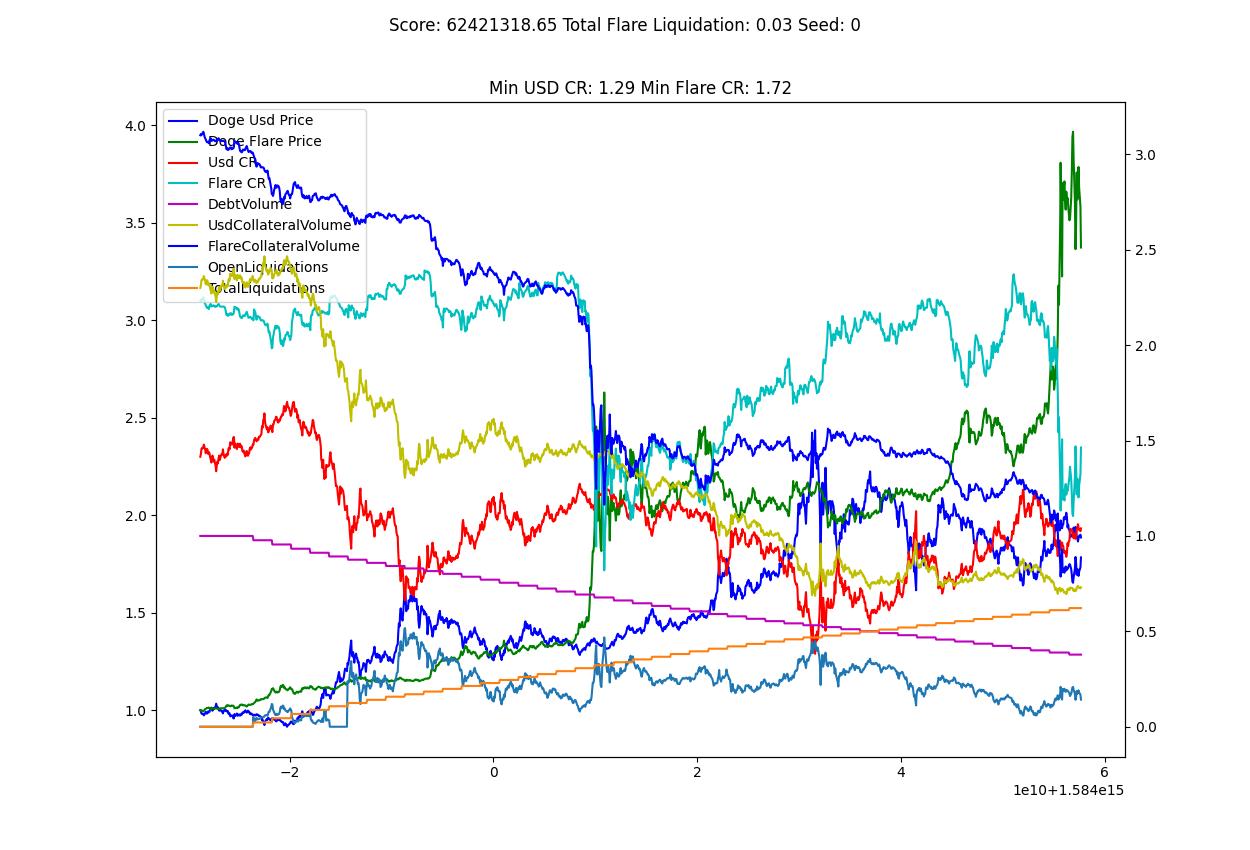 Score: 62421318.65 Total Flare Liquidation: 0.03 Seed: 0
Min USD CR: 1.29 Min Flare CR: 1.72
Doge Usd Price
Doge Flare Price
Usd CR
Flare CR
DebtVolume
UsdCollateralVolume
FlareCollateralVolume
OpenLiquidations
TotalLiquidations
4.0
3.5
3.0
2.5
2.0
1.5
1.0
3.0
2.5
2.0
1.5
1.0
0.5
0.0
−2
0
2
4
6
1e10+1.584e15